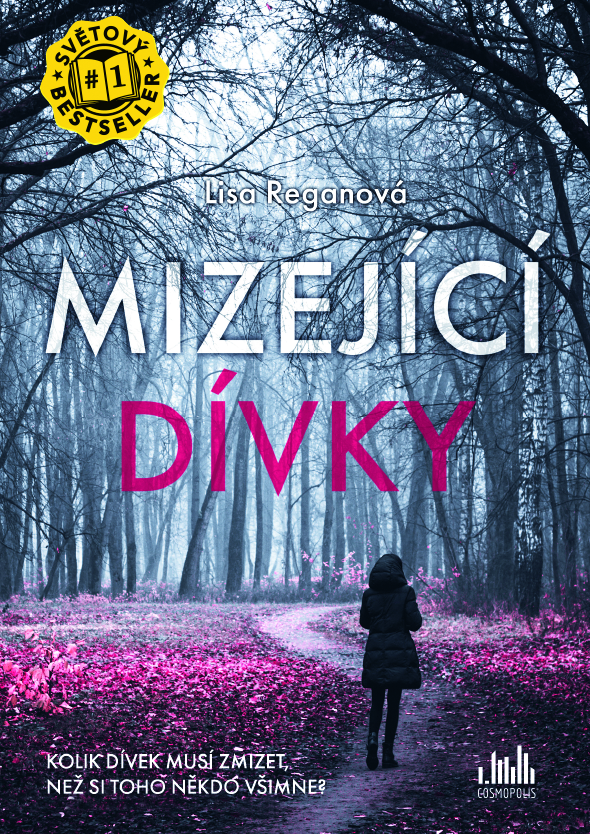 SVĚTOVÝ
#1
BESTSELLER
Lisa Reganová
MIZEJÍCÍ
DÍVKY
KOLIK DÍVEK MUSÍ ZMIZET,
NEŽ SI TOHO NĚKDO VŠIMNE?
COSMOPOLIS